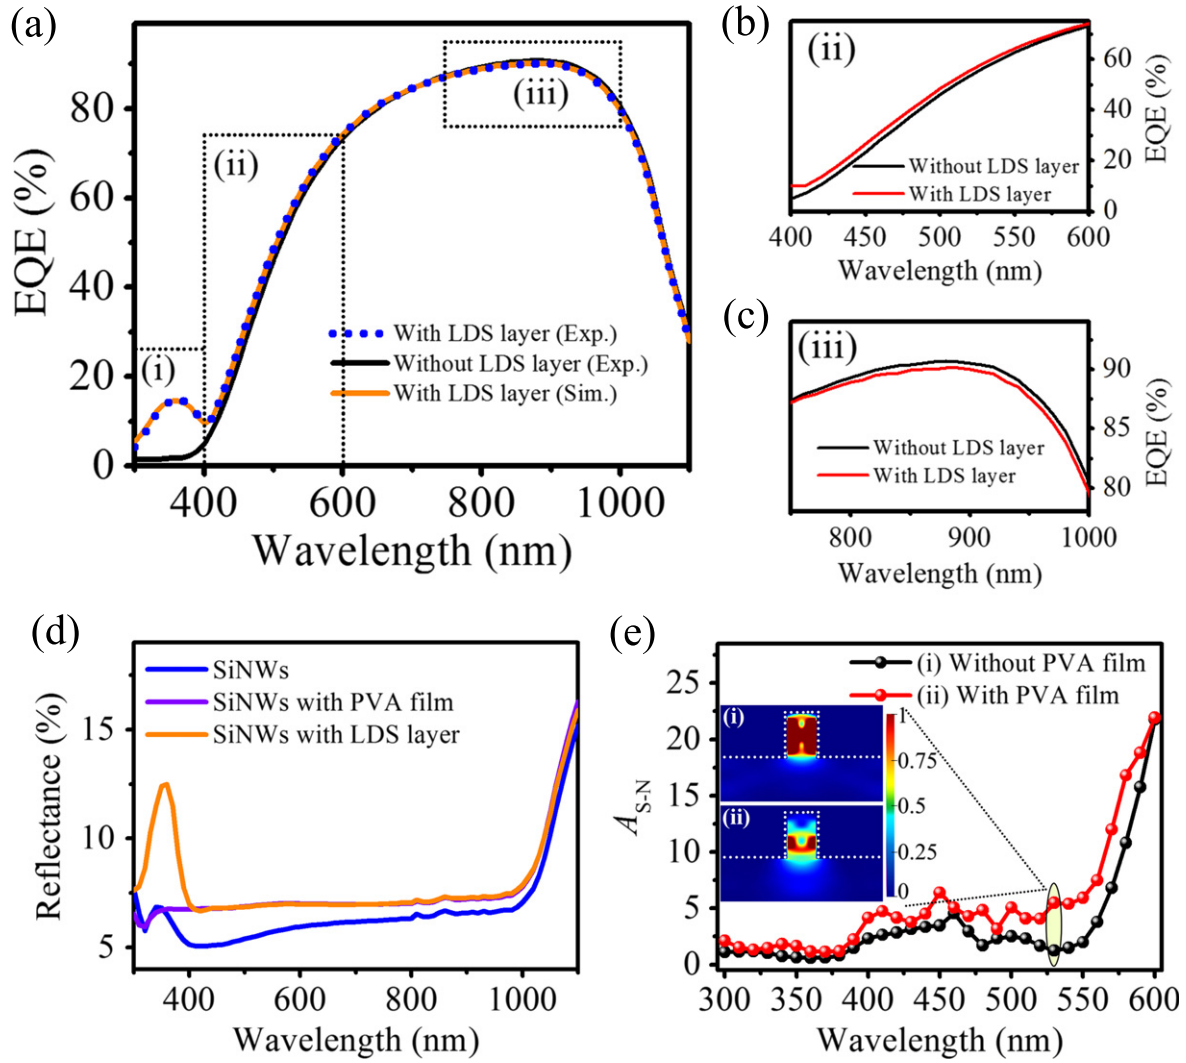 (a)
EQE (%)
80
60
40
20
0
(i)
(ii)
(iii)
With LDS layer (Exp.)
Without LDS layer (Exp.)
With LDS layer (Sim.)
400 600 800 1000
Wavelength (nm)
(b)
(ii)
60
40
20
0
EQE (%)
Without LDS layer
With LDS layer
400 450 500 550 600
Wavelength (nm)
(c)
(iii)
90
85
80
EQE (%)
Without LDS layer
With LDS layer
800 900 1000
Wavelength (nm)
(d)
Reflectance (%)
15
10
5
SiNWs
SiNWs with PVA film
SiNWs with LDS layer
400 600 800 1000
Wavelength (nm)
(e)
A S-N
25
20
15
10
5
0
(i) Without PVA film
(ii) With PVA film
(i)
(ii)
1
0.75
0.5
0.25
0
300 350 400 450 500 550 600
Wavelength (nm)